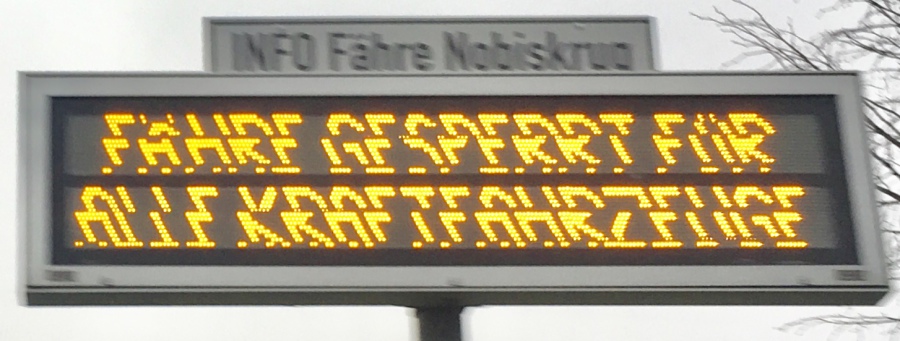 INFO Fähre Nobiskrug
FÄHRE GESPERRT FÜR
ALLE KRAFTFAHRZEUGE